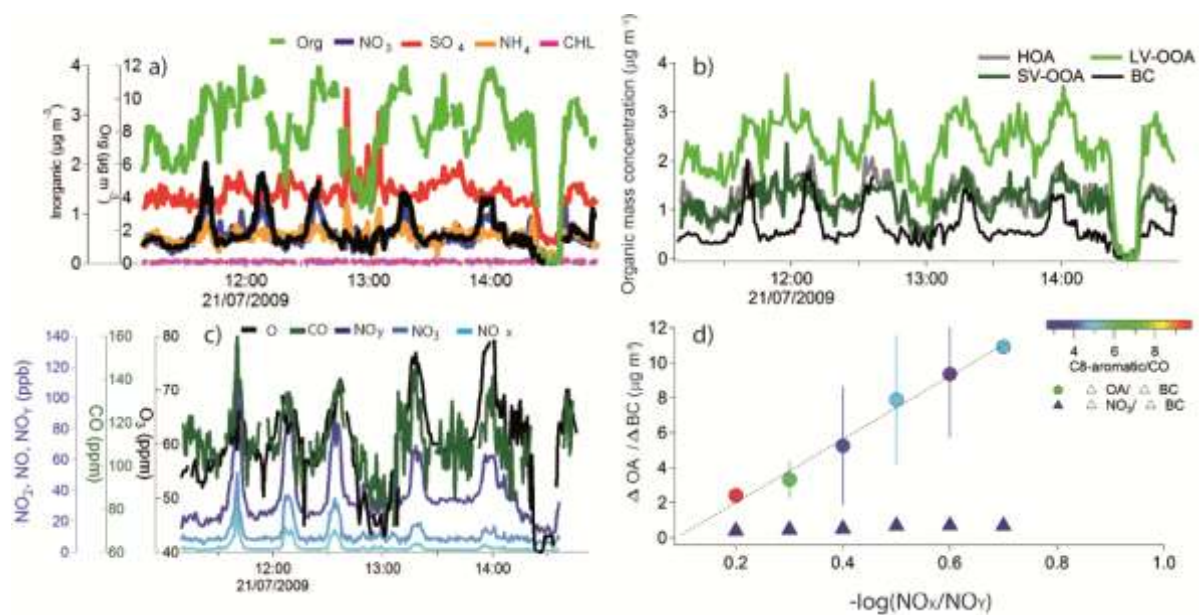 Org NO3 SO4 NH4 CHL
a)
Inorganic (µg m-3)
Org (µg m-3)
4
3
2
1
0
12
10
8
6
4
2
0
12:00 13:00 14:00
21/07/2009
b)
HOA LV-OOA
SV-OOA BC
Organic mass concentration (µg m-3)
4
3
2
1
0
12:00 13:00 14:00
21/07/2009
c)
O CO NOy NO3 NO x
NO2, NO, NOY (ppb)
140
120
100
80
60
40
20
0
CO (ppm)
160
140
120
100
80
60
O3 (ppm)
80
70
60
50
40
12:00 13:00 14:00
21/07/2009
d)
4 6 8
C8-aromatic/CO
△ OA/ △ BC
△ NO3/ △ BC
Δ OA / Δ BC (µg m-3)
12
10
8
6
4
2
0
0.2 0.4 0.6 0.8 1.0
-log(NOx/NOY)